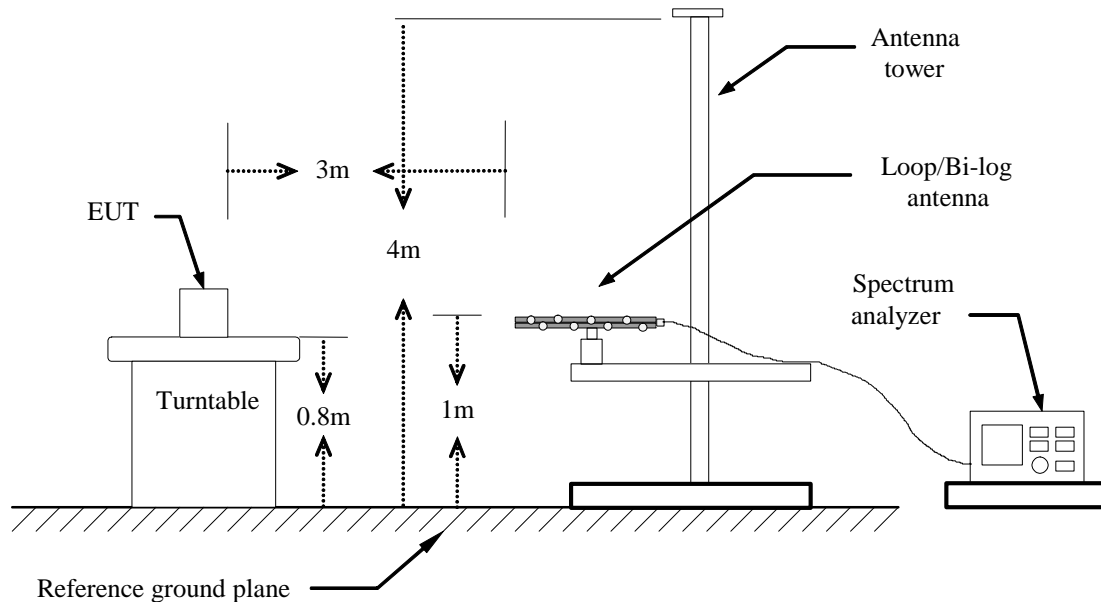 Antenna
tower
3m
Loop/Bi-log
antenna
EUT
4m
Spectrum
analyzer
Turntable
0.8m
1m
Reference ground plane